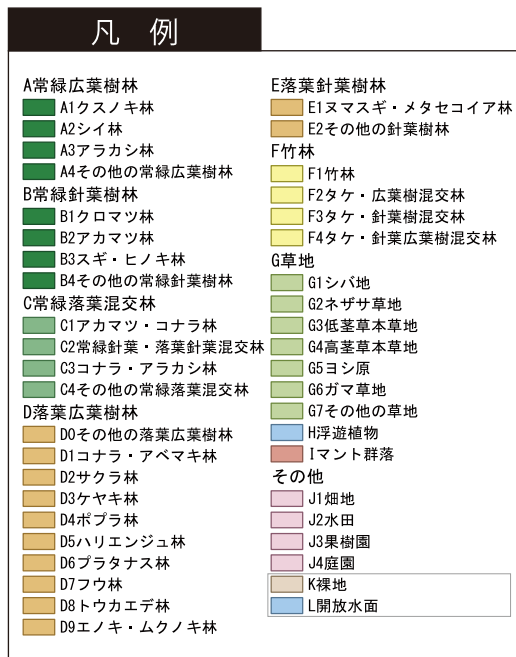 凡 例
A常緑広葉樹林
A1クスノキ林
A2シイ林
A3アラカシ林
A4その他の常緑広葉樹林
B常緑針葉樹林
B1クロマツ林
B2アカマツ林
B3スギ・ヒノキ林
B4その他の常緑針葉樹林
C常緑落葉混交林
C1アカマツ・コナラ林
C2常緑針葉・落葉針葉混交林
C3コナラ・アラカシ林
C4その他の常緑落葉混交林
D落葉広葉樹林
D0その他の落葉広葉樹林
D1コナラ・アベマキ林
D2サクラ林
D3ケヤキ林
D4ポプラ林
D5ハリエンジュ林
D6プラタナス林
D7フウ林
D8トウカエデ林
D9エノキ・ムクノキ林
E落葉針葉樹林
E1ヌマスギ・メタセコイア林
E2その他の針葉樹林
F竹林
F1竹林
F2タケ・広葉樹混交林
F3タケ・針葉樹混交林
F4タケ・針葉広葉樹混交林
G草地
G1シバ地
G2ネザサ草地
G3低茎草本草地
G4高茎草本草地
G5ヨシ原
G6ガマ草地
G7その他の草地
H浮遊植物
Iマント群落
その他
J1畑地
J2水田
J3果樹園
J4庭園
K裸地
L開放水面